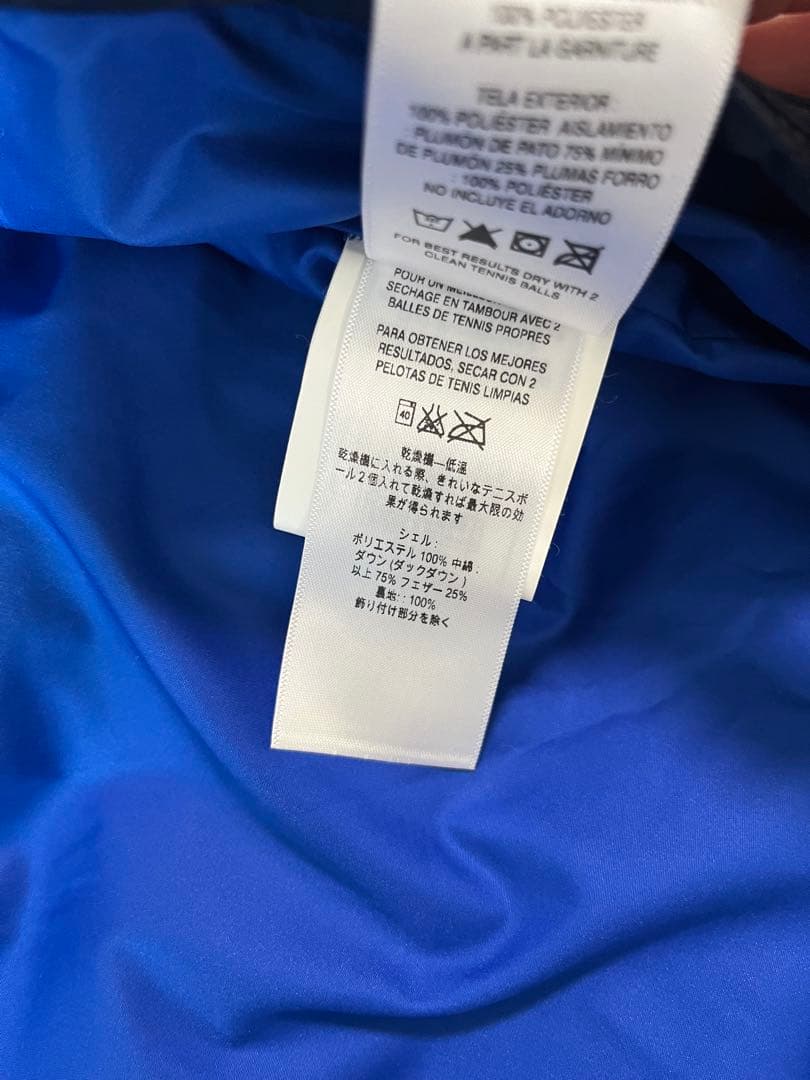 100% POLIESTER
A PART LA GARNITURE
TELA EXTERIOR :
100% POLIÉSTER AISLAMIENTO
: PLUMON DE PATO 75% MÍNIMO
DE PLUMÓN 25% PLUMAS FORRO
: 100% POLIÉSTER
NO INCLUYE EL ADORNO
FOR BEST RESULTS DRY WITH 2
CLEAN TENNIS BALLS
POUR UN
SECHAGE EN TAMBOUR AVEC 2
BALLES DE TENNIS PROPRES
PARA OBTENER LOS MEJORES
RESULTADOS, SECAR CON 2
PELOTAS DE TENIS LIMPIAS
40
乾燥機—低温
乾燥機に入れる際、きれいなテニスボ
ール2個入れて乾燥すれば最大限の効
果が得られます
シェル :
ポリエステル 100% 中綿 :
ダウン (ダックダウン )
以上 75% フェザー 25%
裏地: : 100%
飾り付け部分を除く